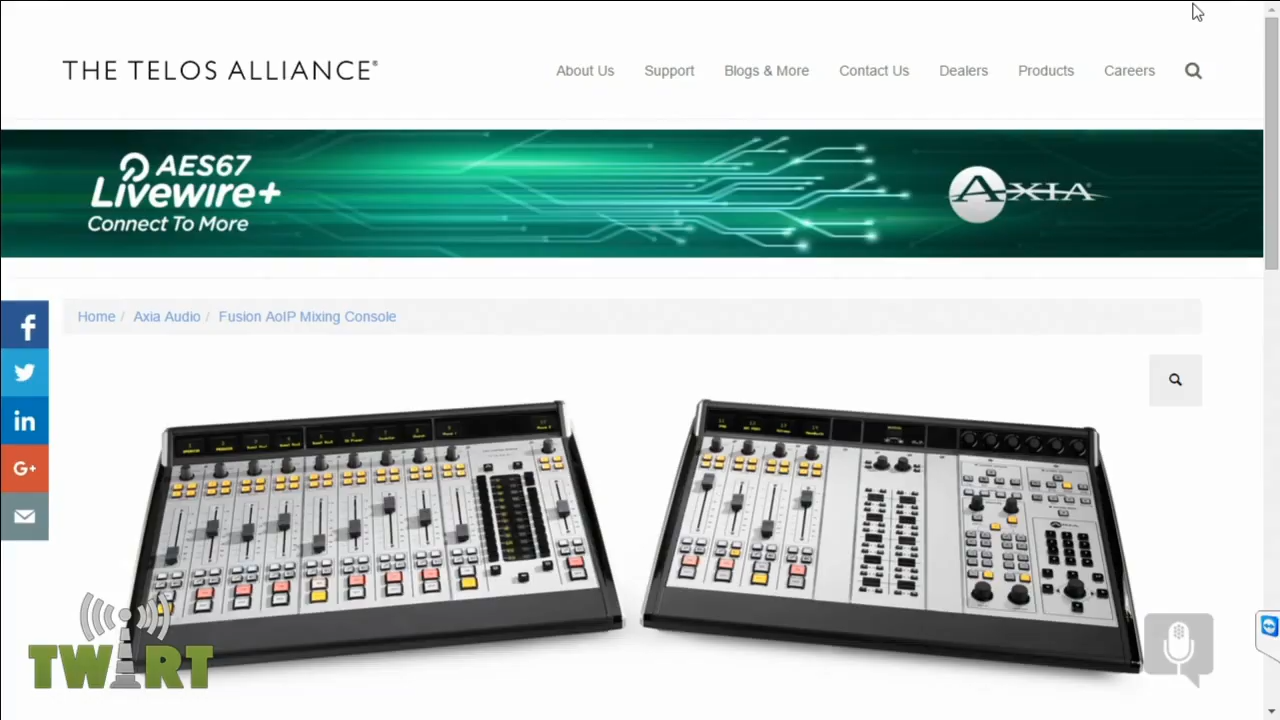 THE TELOS ALLIANCE®
About Us Support Blogs & More Contact Us Dealers Products Careers
AES67
Livewire+
Connect To More
AXIA®
Home / Axia Audio / Fusion AoIP Mixing Console
f
in
G+
TWiRT